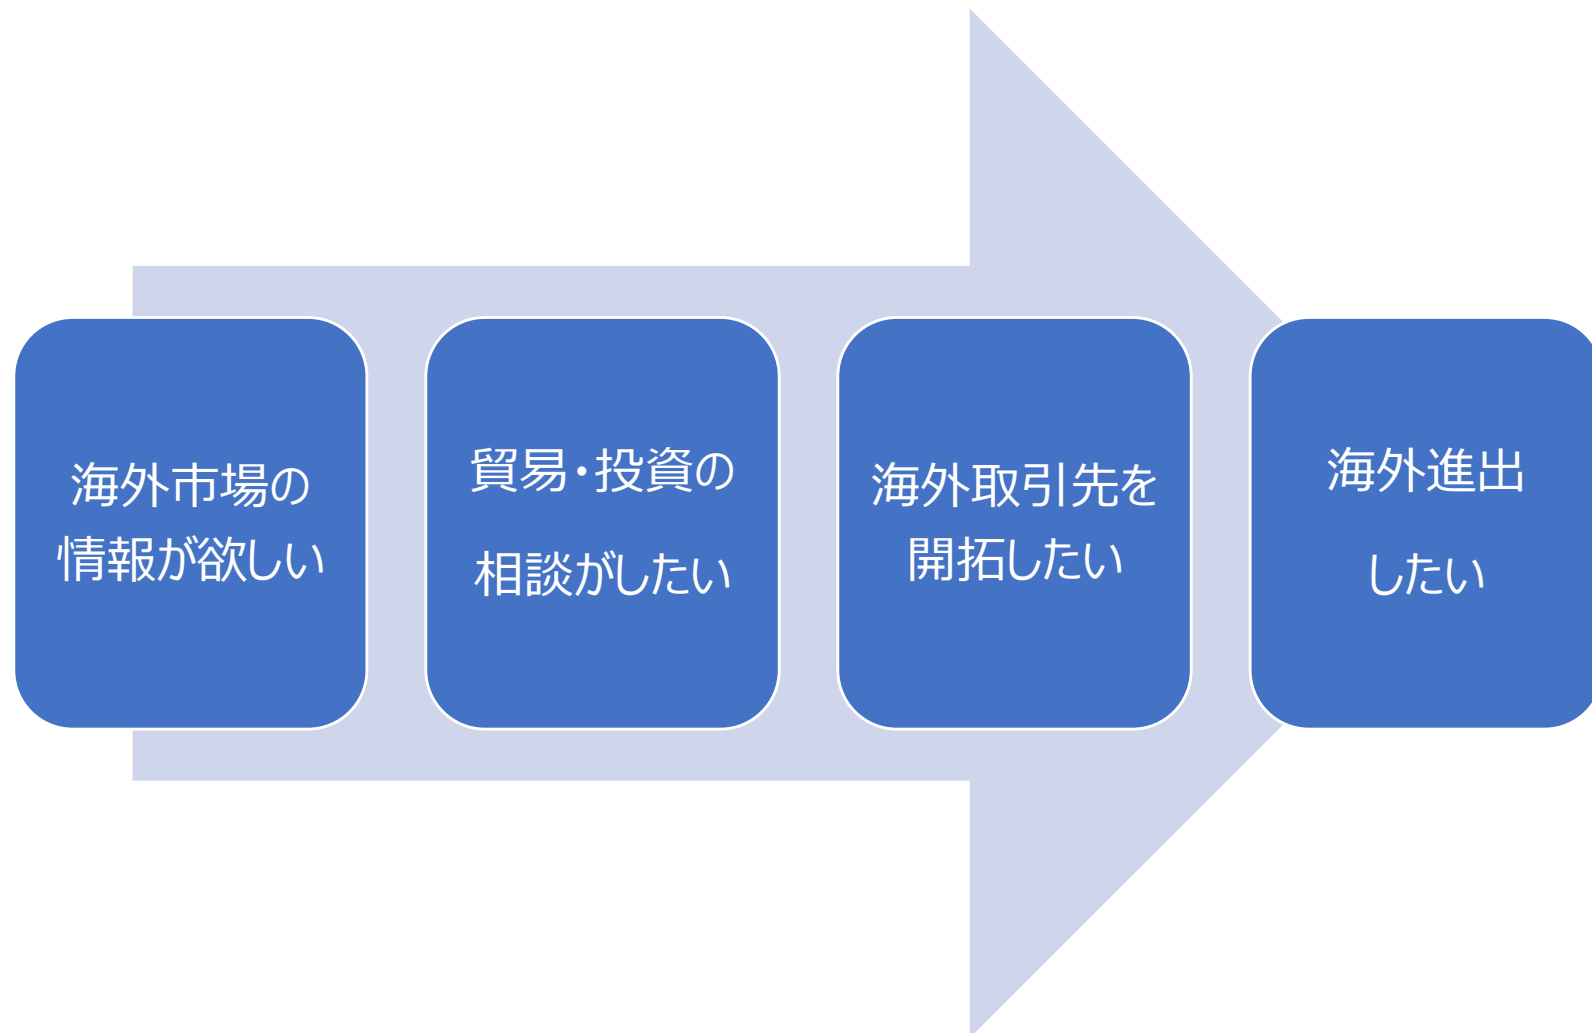 海外市場の
情報が欲しい
貿易・投資の
相談がしたい
海外取引先を
開拓したい
海外進出
したい